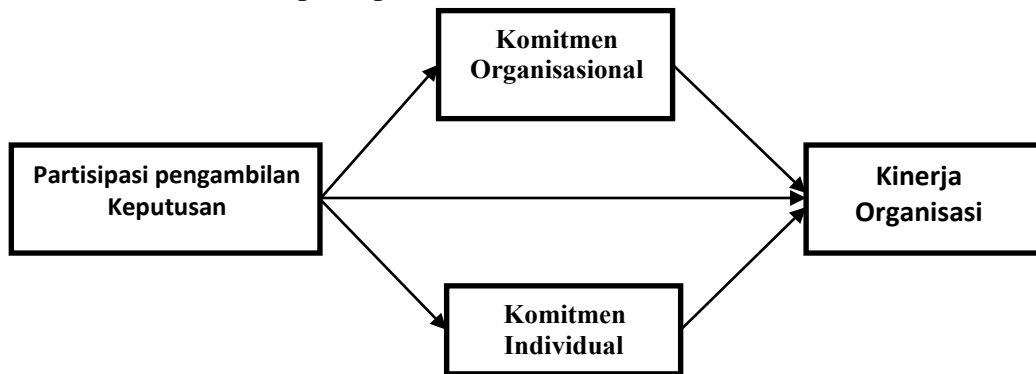 Komitmen
Organisasional
Partisipasi pengambilan
Keputusan
Kinerja
Organisasi
Komitmen
Individual